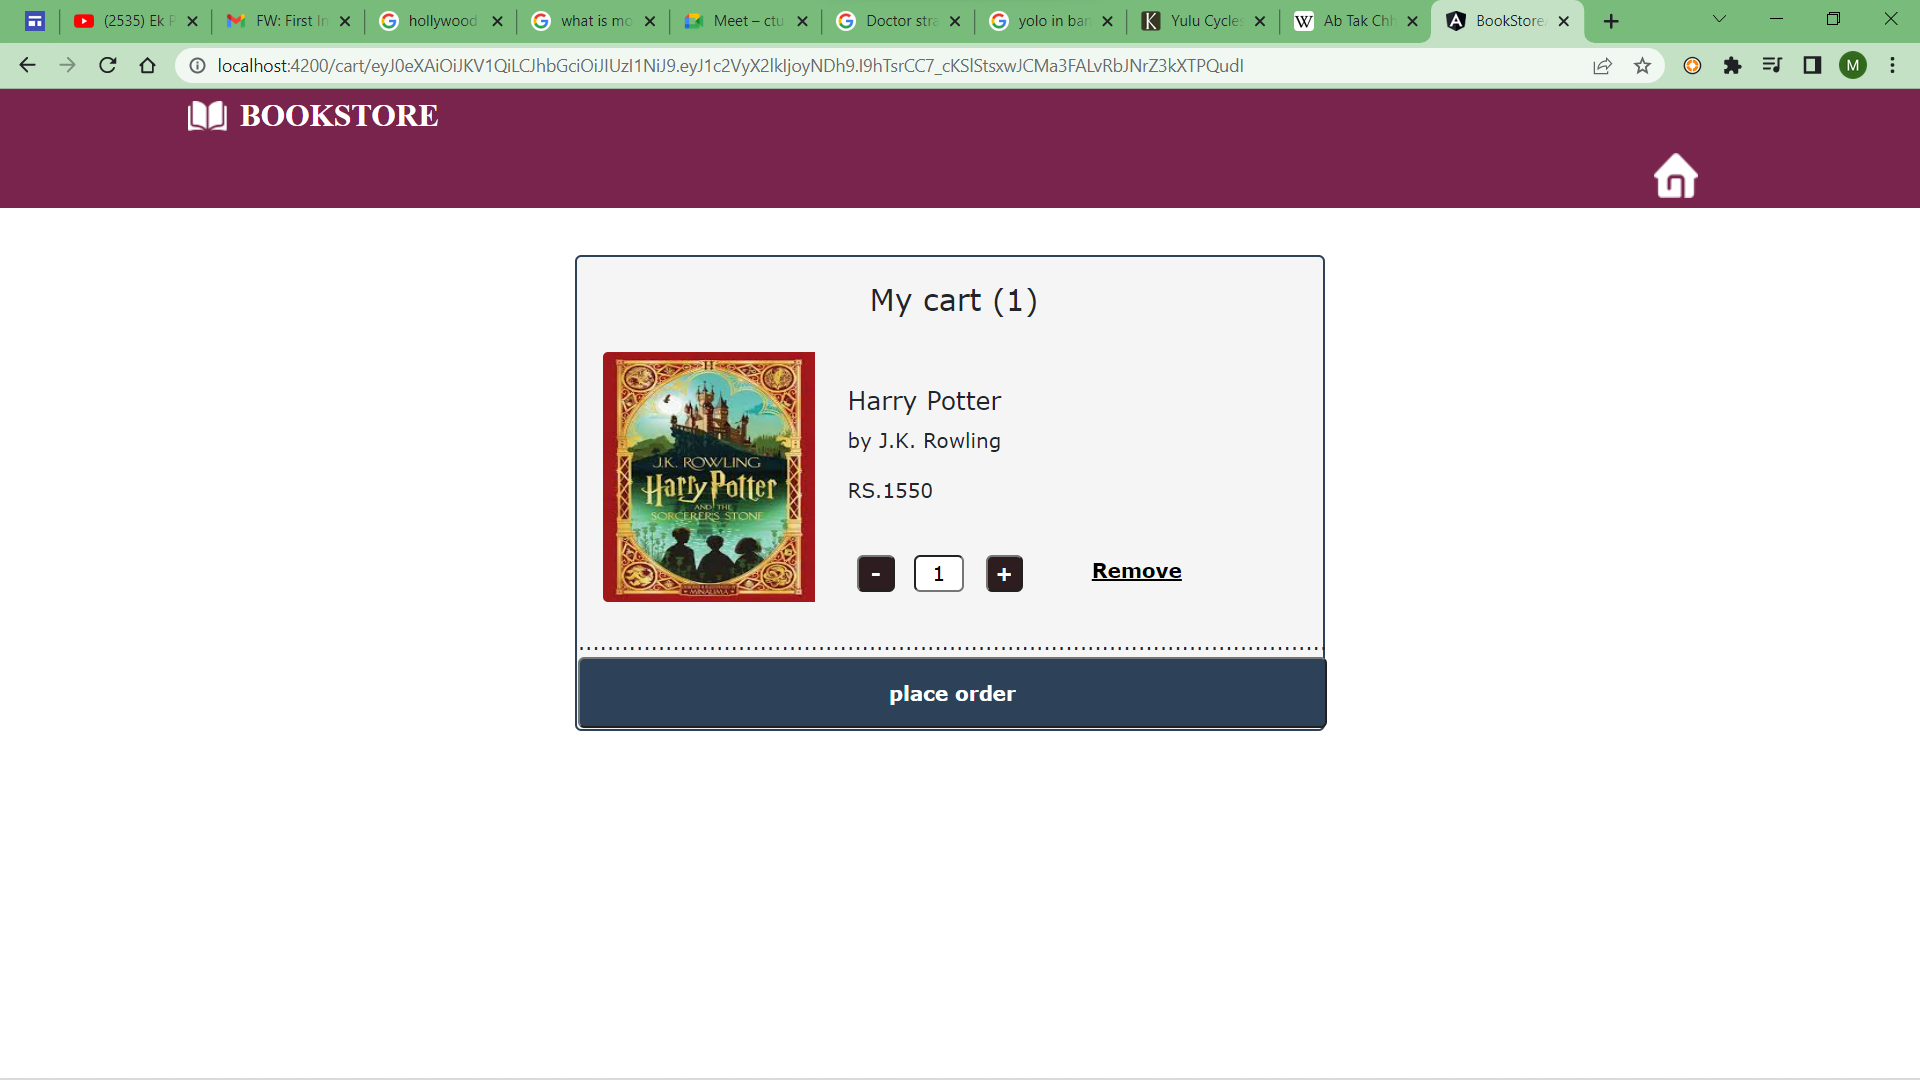 (2535) Ek P
FW: First In
hollywood
what is mo
Meet – ctu
Doctor stra
yolo in ban
Yulu Cycle
W
Ab Tak Chh
BookStore
localhost:4200/cart/eyJ0eXAiOiJKV1QiLCJhbGciOiJIUzI1NiJ9.eyJ1c2VyX2lkIjoyNDh9.I9hTsrCC7_cKSlStsxwJCMa3FALvRbJNrZ3kXTPQudI
M
BOOKSTORE
My cart (1)
J.K. ROWLING
Harry Potter
AND THE
SORCERER'S STONE
MINALIMA
Harry Potter
by J.K. Rowling
RS.1550
- 1 + Remove
place order